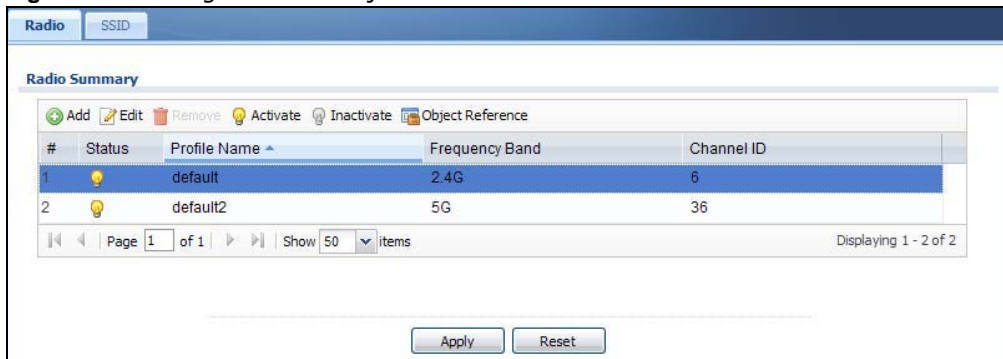 Radio SSID
Radio Summary
Add Edit Remove Activate Inactivate Object Reference
# Status Profile Name Frequency Band Channel ID
1 default 2.4G 6
2 default2 5G 36
Page 1 of 1 Show 50 items Displaying 1 - 2 of 2
Apply Reset